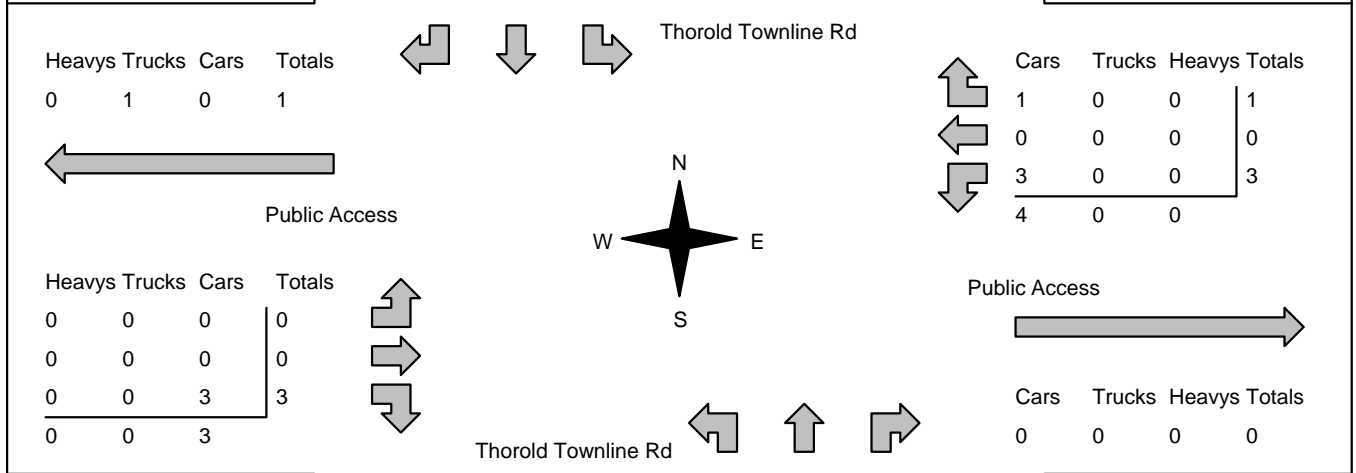 Thorold Townline Rd
Heavys Trucks Cars Totals
0 1 0 1
Cars Trucks Heavys Totals
1 0 0 1
0 0 0 0
3 0 0 3
4 0 0
Public Access
N
W E
S
Heavys Trucks Cars Totals
0 0 0 0
0 0 0 0
0 0 3 3
0 0 3
Public Access
Thorold Townline Rd
Cars Trucks Heavys Totals
0 0 0 0